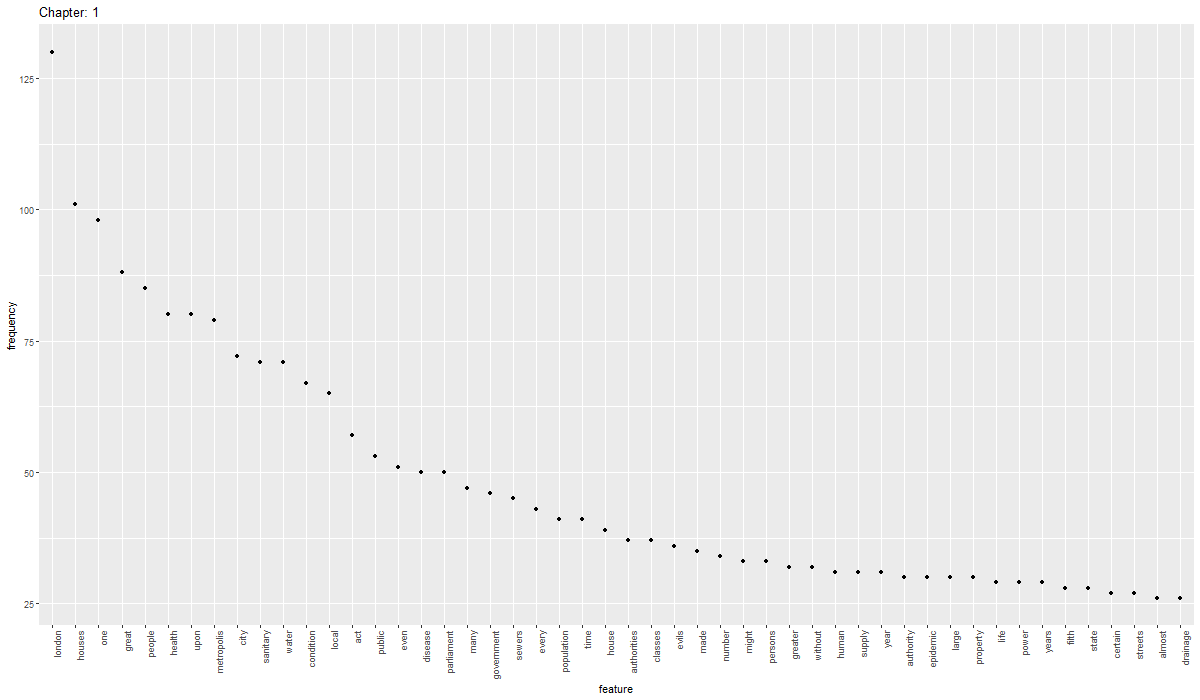 Chapter: 1
frequency
125
100
75
50
25
london houses one great people health upon metropolis city sanitary water condition local act public even disease parliament many government sewers every population time house authorities classes evils made number might persons greater without human supply year authority epidemic large property life power years filth state certain streets almost drainage
feature